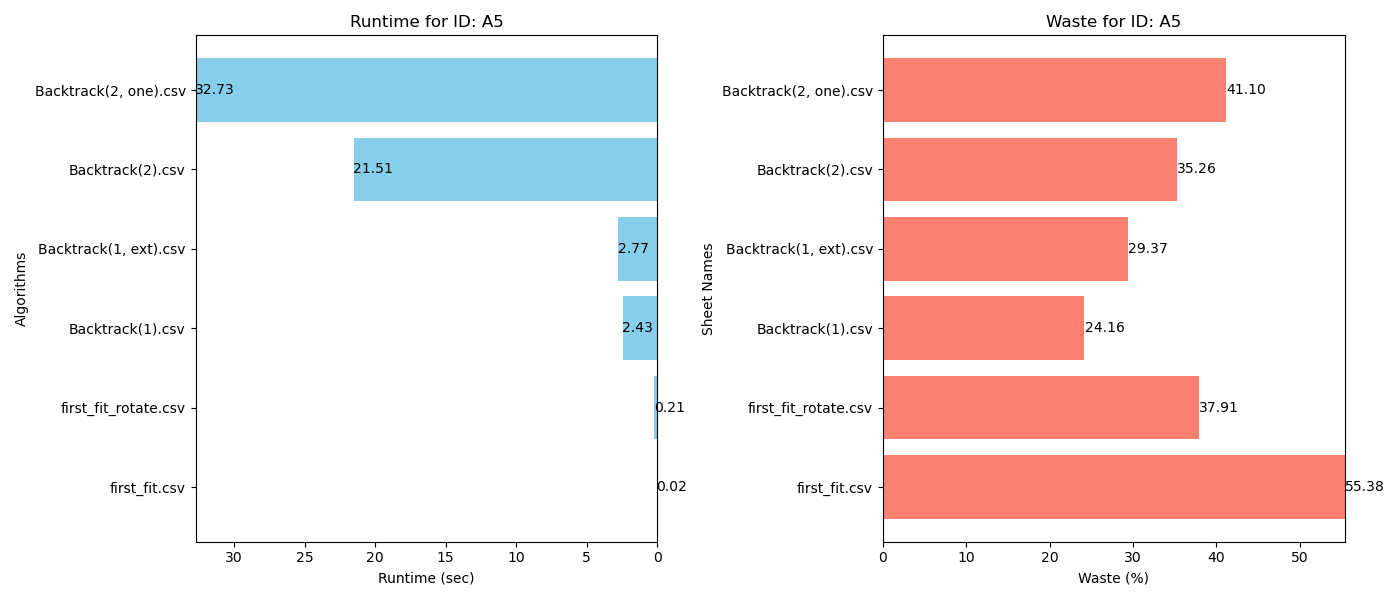 Runtime for ID: A5
Algorithms
Backtrack(2, one).csv 32.73
Backtrack(2).csv 21.51
Backtrack(1, ext).csv 2.77
Backtrack(1).csv 2.43
first_fit_rotate.csv 0.21
first_fit.csv 0.02
30 25 20 15 10 5 0
Runtime (sec)
Waste for ID: A5
Sheet Names
Backtrack(2, one).csv 41.10
Backtrack(2).csv 35.26
Backtrack(1, ext).csv 29.37
Backtrack(1).csv 24.16
first_fit_rotate.csv 37.91
first_fit.csv 55.38
0 10 20 30 40 50
Waste (%)